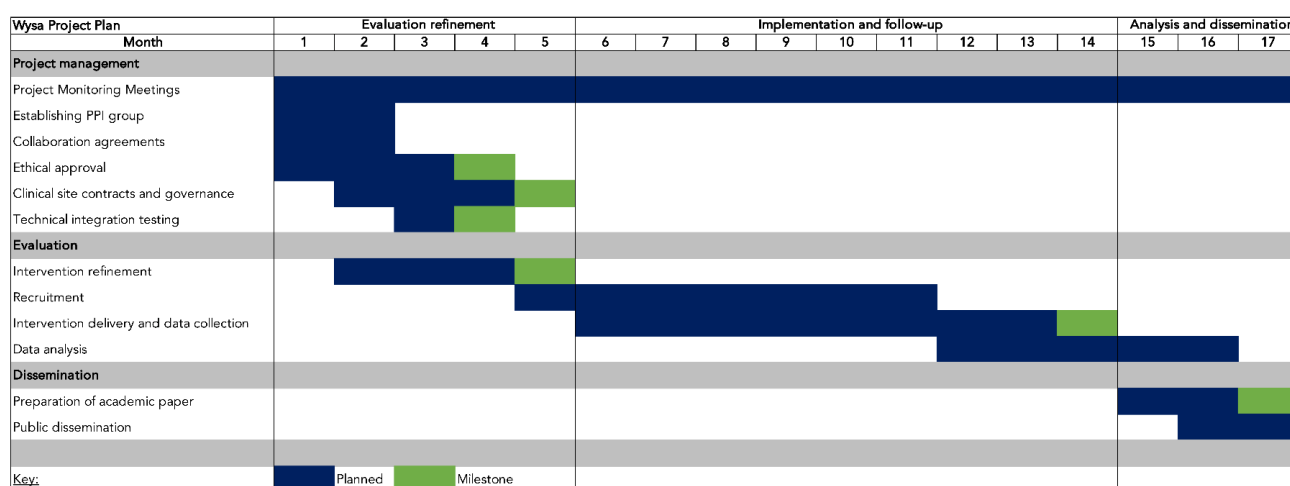 Wysa Project Plan Evaluation refinement Implementation and follow-up Analysis and dissemination
Month 1 2 3 4 5 6 7 8 9 10 11 12 13 14 15 16 17
Project management
Project Monitoring Meetings
Establishing PPI group
Collaboration agreements
Ethical approval
Clinical site contracts and governance
Technical integration testing
Evaluation
Intervention refinement
Recruitment
Intervention delivery and data collection
Data analysis
Dissemination
Preparation of academic paper
Public dissemination
Key: Planned Milestone